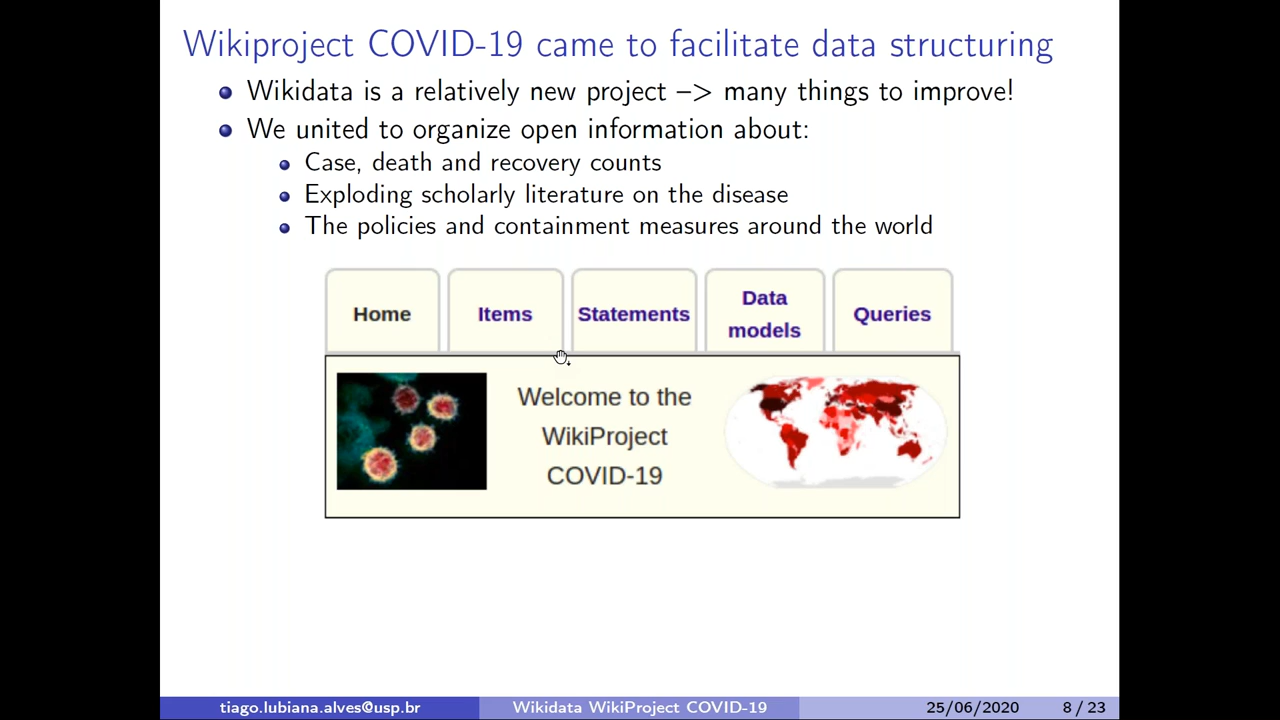 Wikiproject COVID-19 came to facilitate data structuring
Wikidata is a relatively new project –> many things to improve!
We united to organize open information about:
Case, death and recovery counts
Exploding scholarly literature on the disease
The policies and containment measures around the world
Home
Items
Statements
Data
models
Queries
Welcome to the
WikiProject
COVID-19
tiago.lubiana.alves@usp.br
Wikidata WikiProject COVID-19
25/06/2020
8 / 23